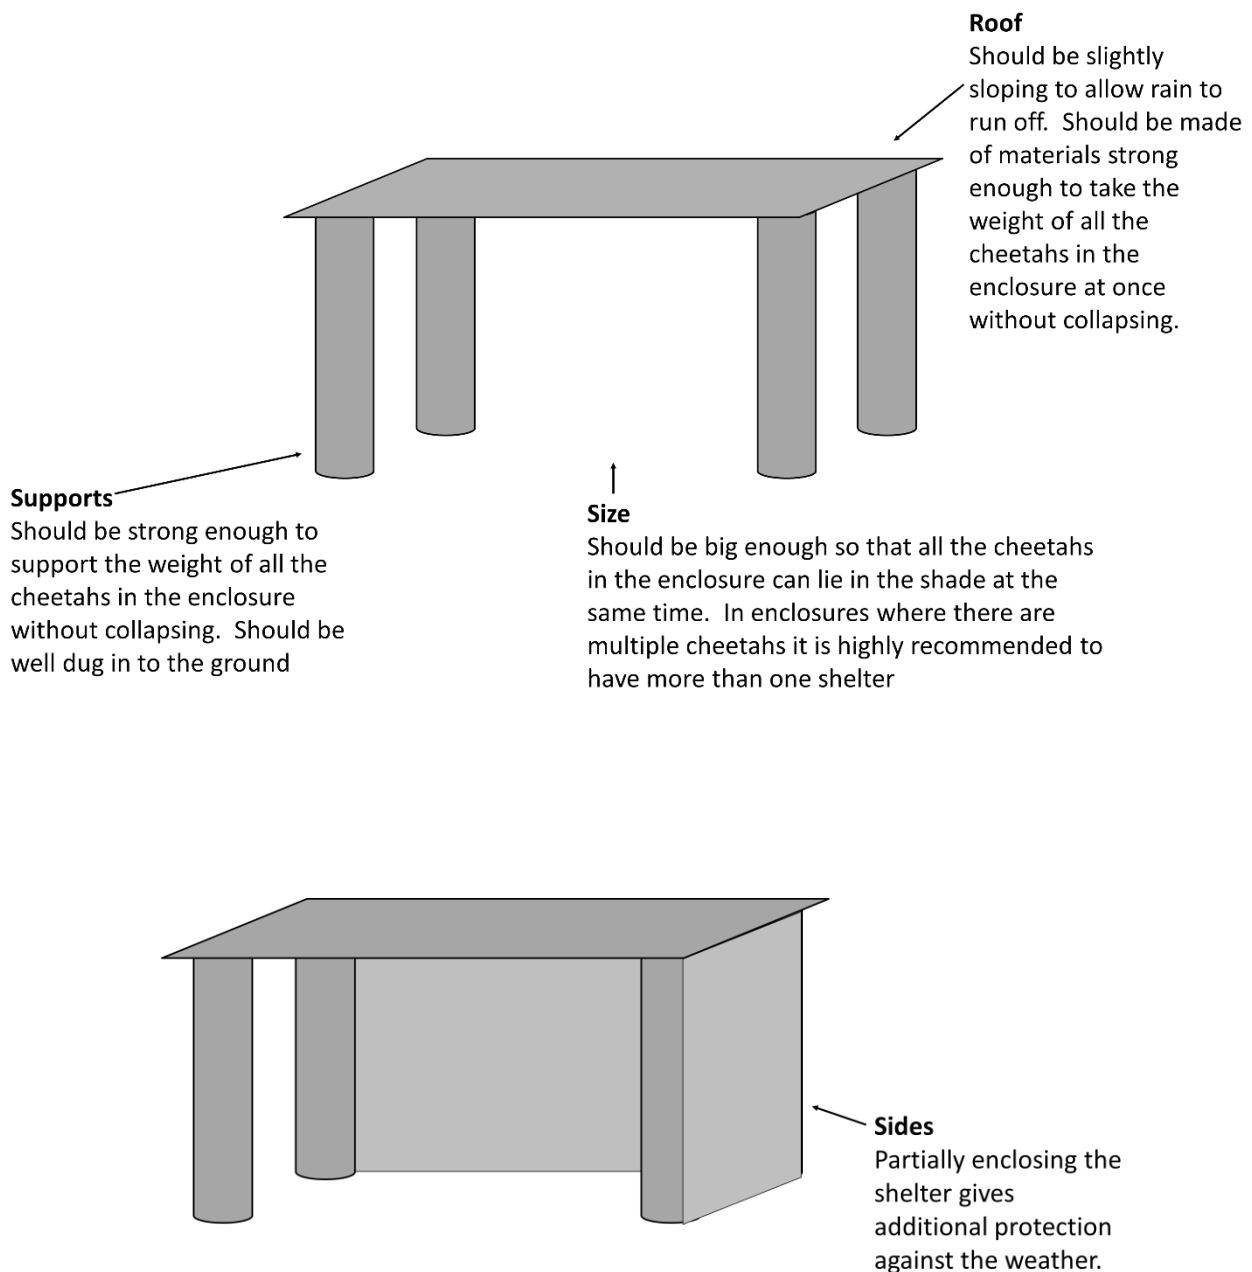 Roof
Should be slightly
sloping to allow rain to
run off.  Should be made
of materials strong
enough to take the
weight of all the
cheetahs in the
enclosure at once
without collapsing.
Supports
Should be strong enough to
support the weight of all the
cheetahs in the enclosure
without collapsing.  Should be
well dug in to the ground
Size
Should be big enough so that all the cheetahs
in the enclosure can lie in the shade at the
same time.  In enclosures where there are
multiple cheetahs it is highly recommended to
have more than one shelter
Sides
Partially enclosing the
shelter gives
additional protection
against the weather.